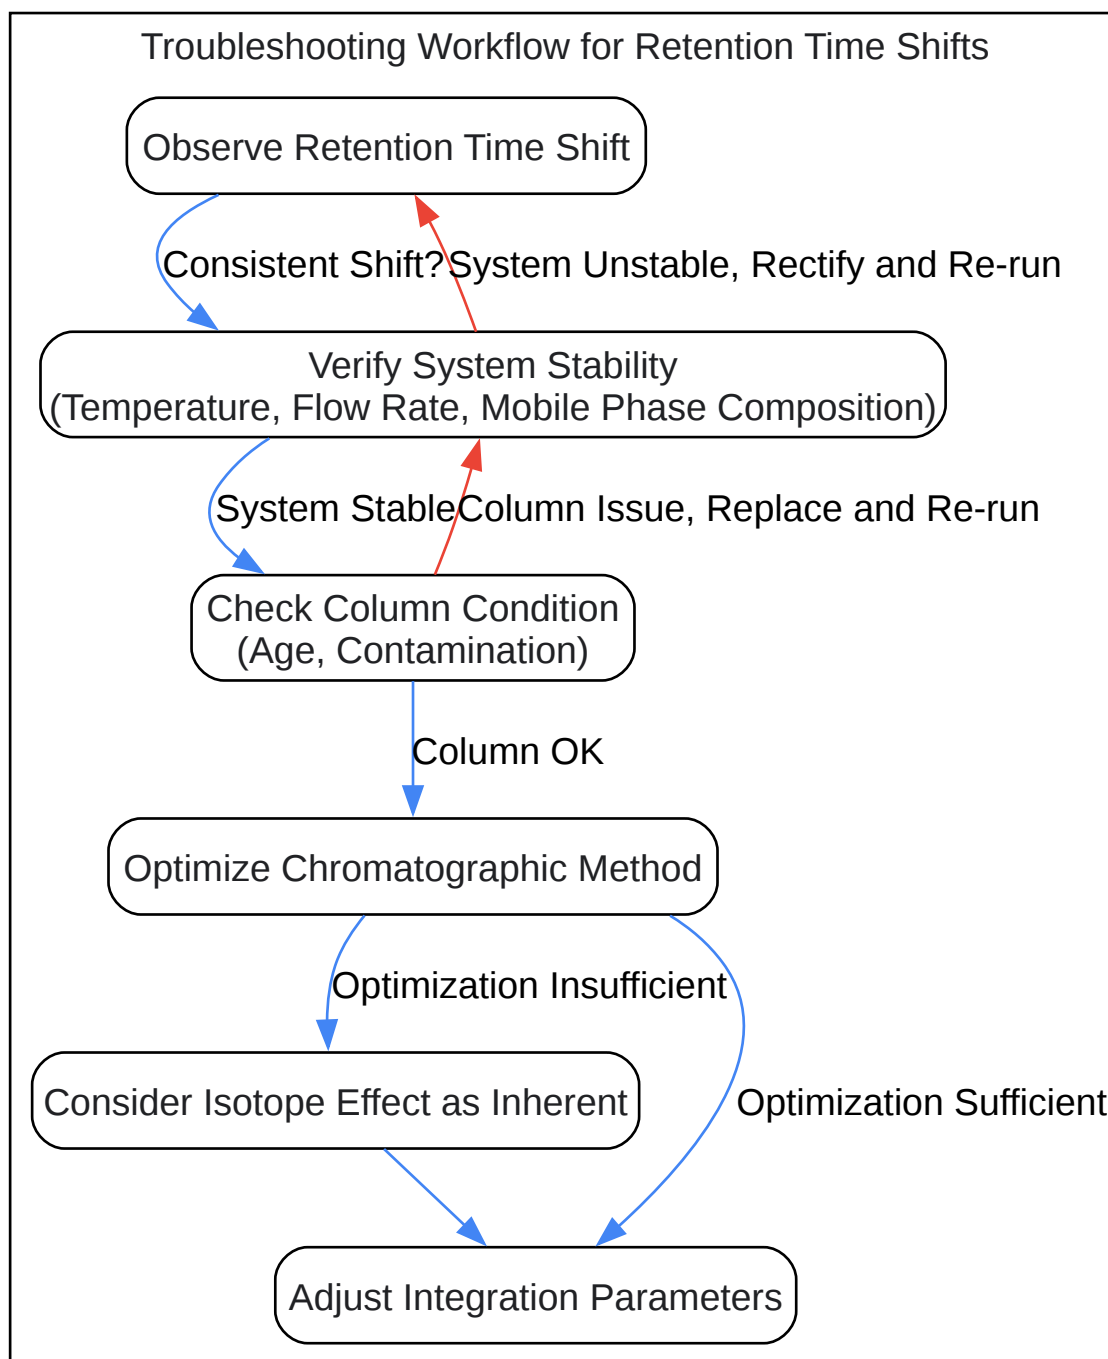 Troubleshooting Workflow for Retention Time Shifts
Observe Retention Time Shift
Consistent Shift?
System Unstable, Rectify and Re-run
Verify System Stability
(Temperature, Flow Rate, Mobile Phase Composition)
System Stable
Column Issue, Replace and Re-run
Check Column Condition
(Age, Contamination)
Column OK
Optimize Chromatographic Method
Optimization Insufficient
Consider Isotope Effect as Inherent
Optimization Sufficient
Adjust Integration Parameters